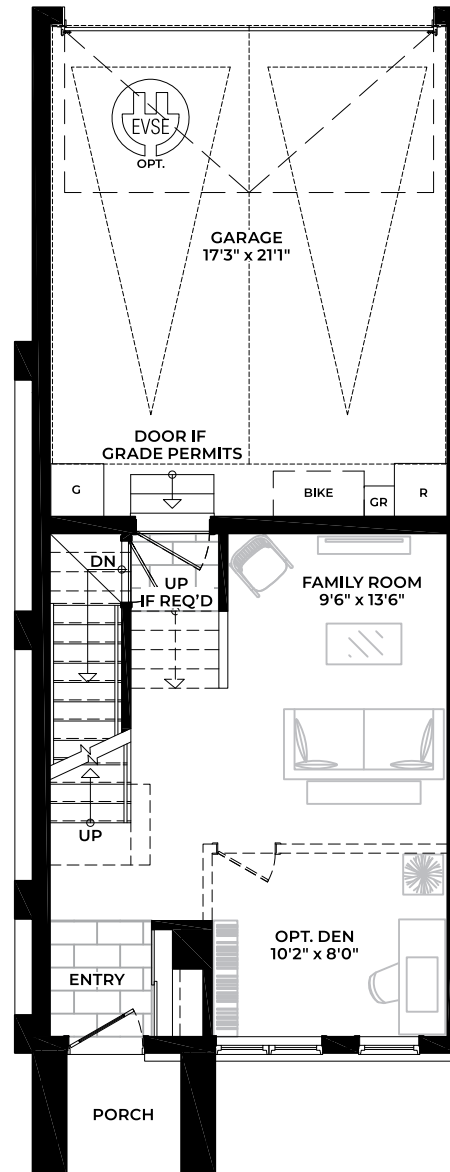 EVSE
OPT.
GARAGE
17'3" x 21'1"
DOOR IF
GRADE PERMITS
G
BIKE
GR
R
DN
UP
IF REQ'D
FAMILY ROOM
9'6" x 13'6"
UP
OPT. DEN
10'2" x 8'0"
ENTRY
PORCH